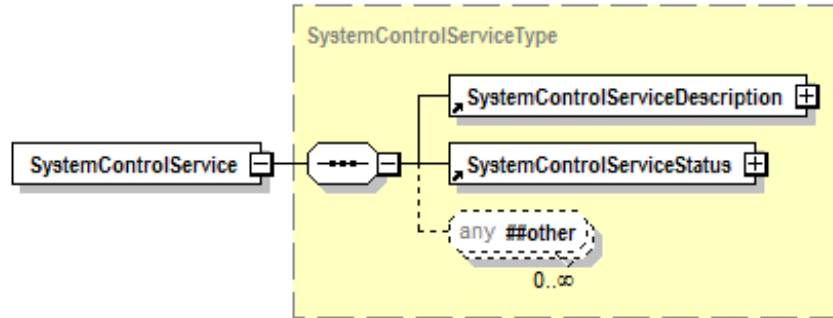 SystemControlServiceType
SystemControlServiceDescription
SystemControlService
SystemControlServiceStatus
any ##other
0..∞